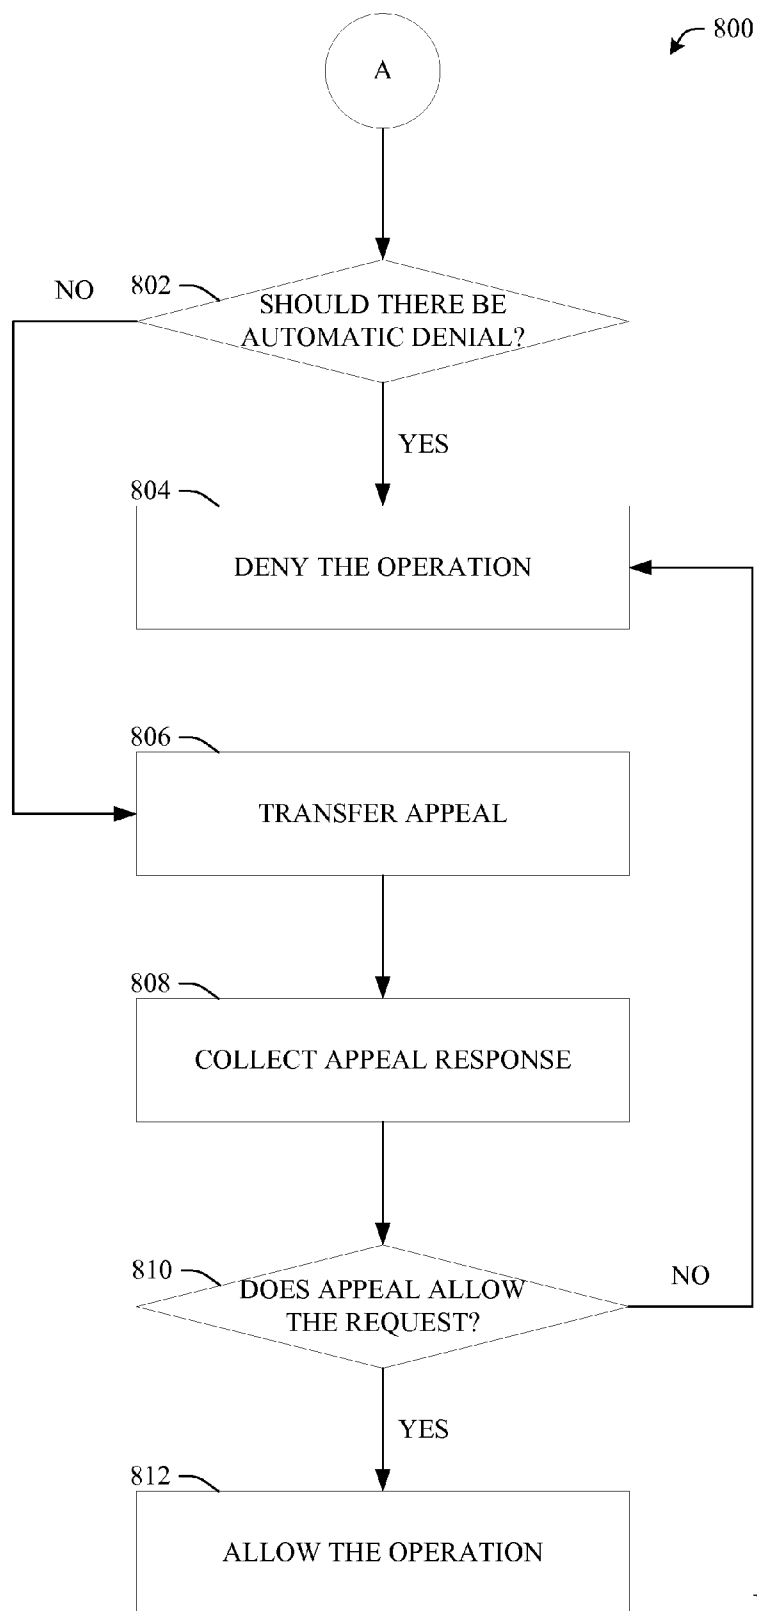 800
A
802
NO
SHOULD THERE BE
AUTOMATIC DENIAL?
YES
804
DENY THE OPERATION
806
TRANSFER APPEAL
808
COLLECT APPEAL RESPONSE
810
DOES APPEAL ALLOW
THE REQUEST?
NO
YES
812
ALLOW THE OPERATION